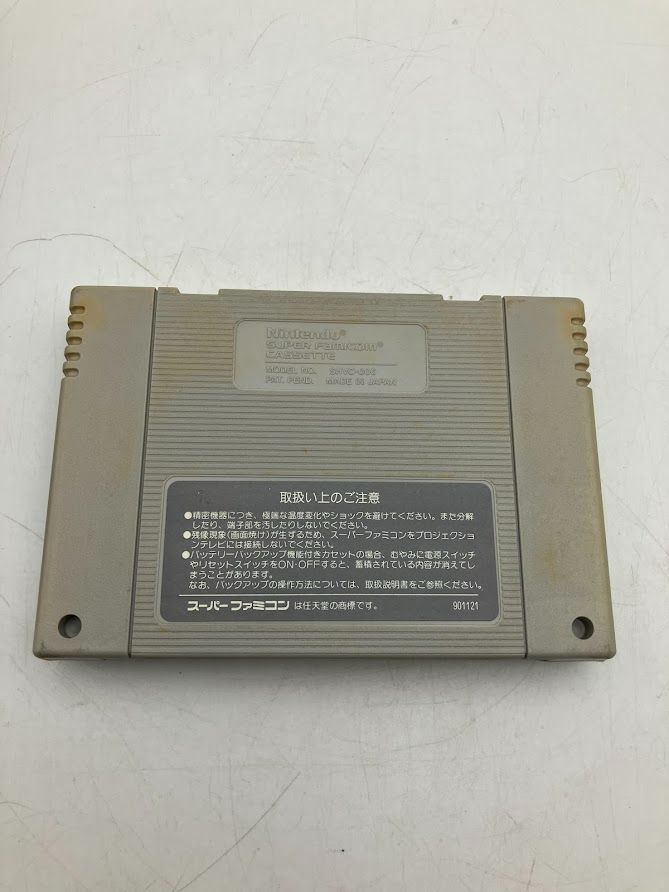 Nintendo®
SUPER FAMICOM®
CASSETTE
MODEL NO. SHVC-006
PAT. PEND. MADE IN JAPAN
取扱い上のご注意
●精密機器につき、極端な温度変化やショックを避けてください。また分解
したり、端子部を汚したりしないでください。
●残像現象(画面焼け)が生ずるため、スーパーファミコンをプロジェクショ
ンテレビには接続しないでください。
●バッテリーバックアップ機能付きカセットの場合、むやみに電源スイッチ
やリセットスイッチをON・OFFすると、蓄積されている内容が消えてし
まうことがあります。
なお、バックアップの操作方法については、取扱説明書をご参照ください。
スーパーファミコン は任天堂の商標です。 901121